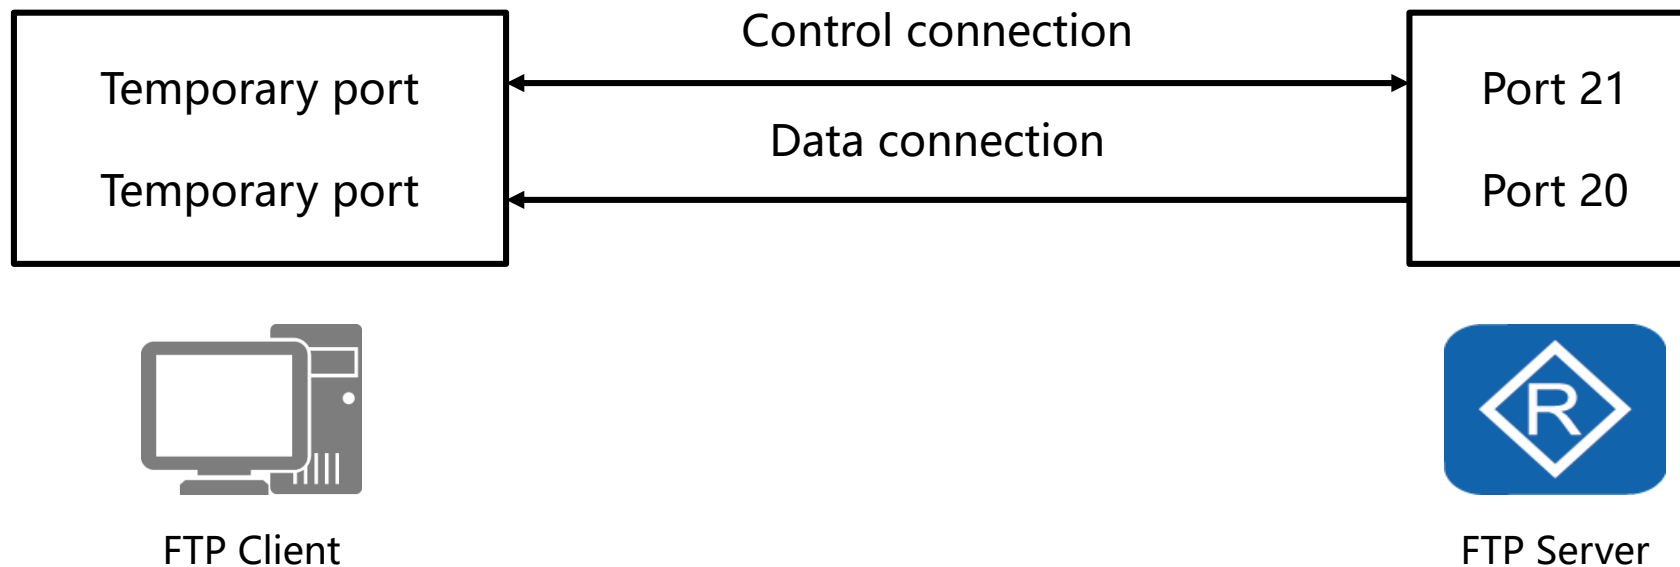 Control connection
Temporary port
Port 21
Data connection
Temporary port
Port 20
R
FTP Client
FTP Server